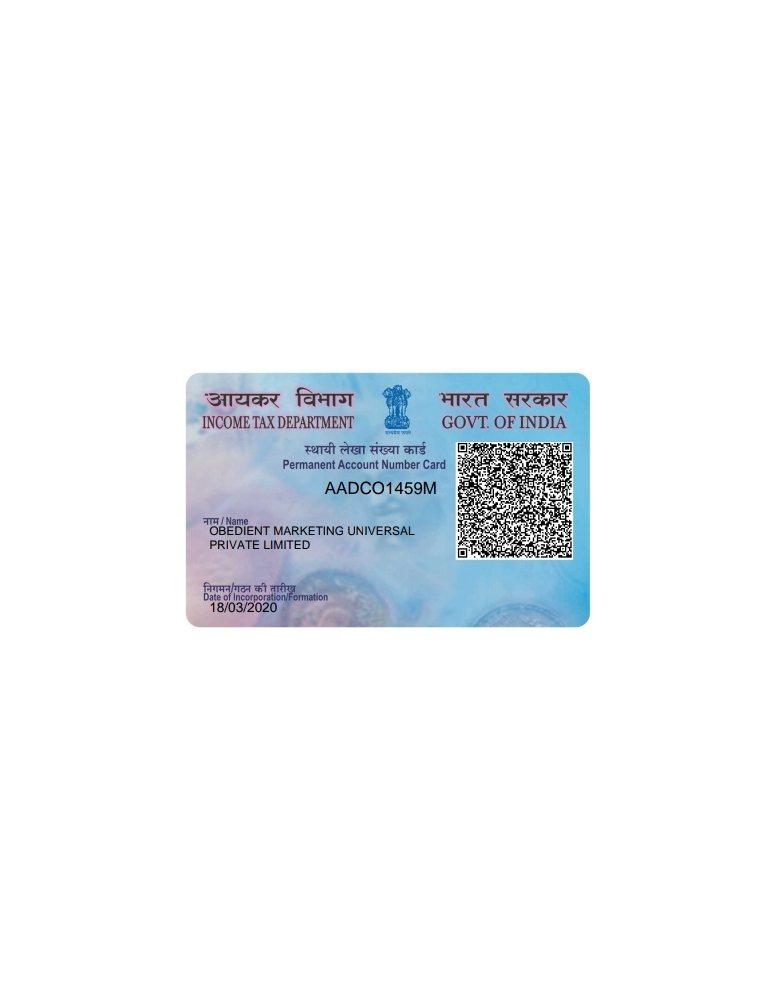 आयकर विभाग
INCOME TAX DEPARTMENT
भारत सरकार
GOVT. OF INDIA
सत्यमेव जयते
स्थायी लेखा संख्या कार्ड
Permanent Account Number Card
AADCO1459M
नाम / Name
OBEDIENT MARKETING UNIVERSAL
PRIVATE LIMITED
निगमन/गठन की तारीख
Date of Incorporation/Formation
18/03/2020